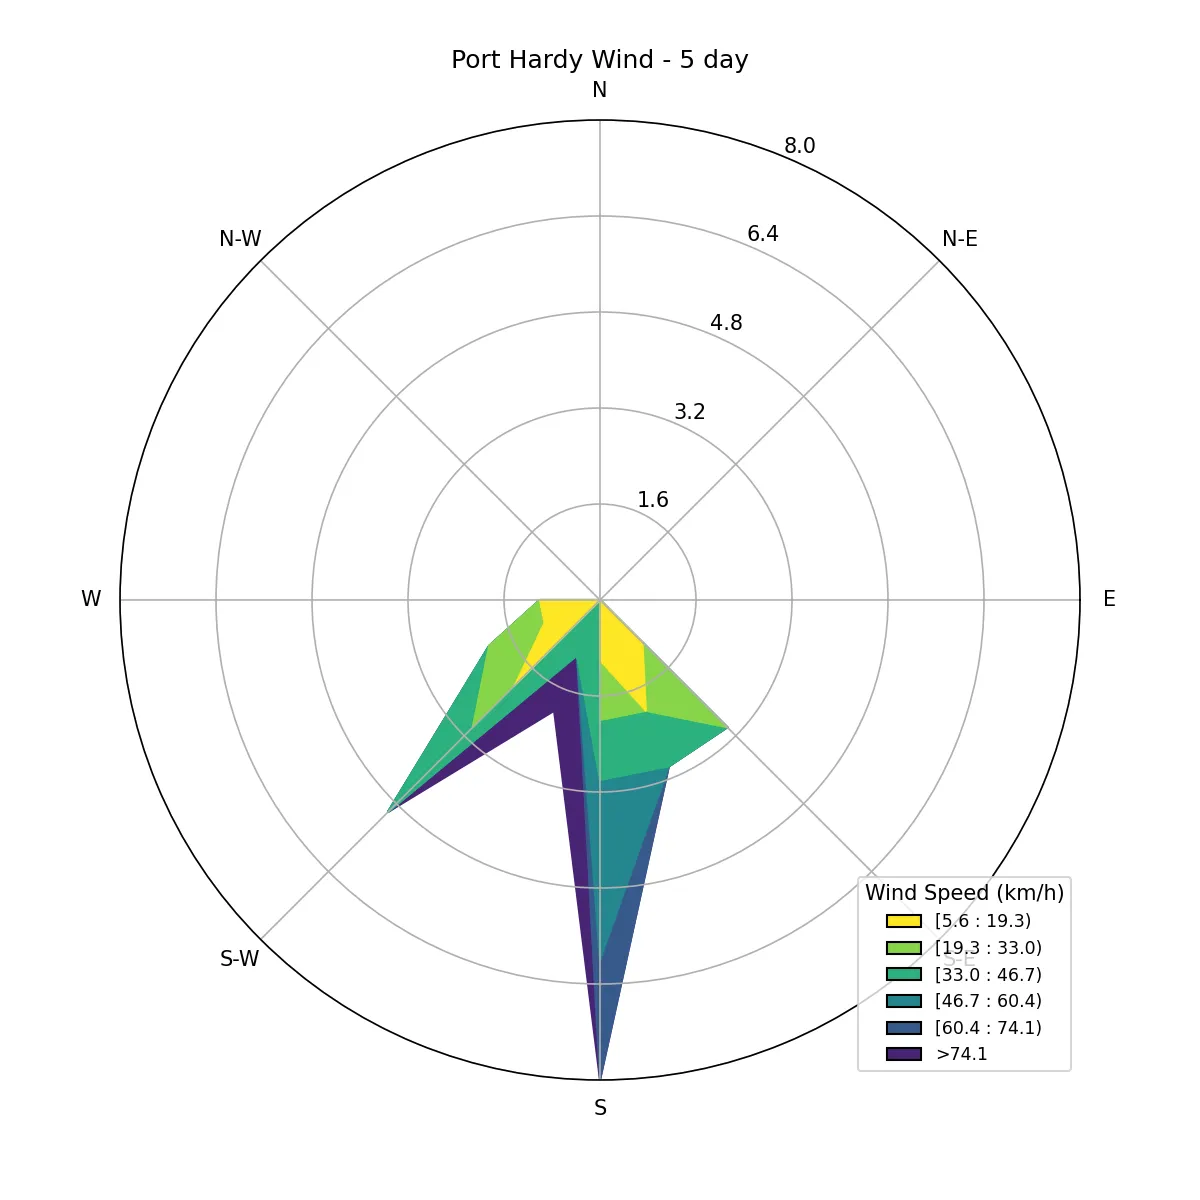 Port Hardy Wind - 5 day
N
8.0
N-W
N-E
6.4
4.8
3.2
1.6
W
E
S-W
S-E
Wind Speed (km/h)
[5.6 : 19.3)
[19.3 : 33.0)
[33.0 : 46.7)
[46.7 : 60.4)
[60.4 : 74.1)
>74.1
S